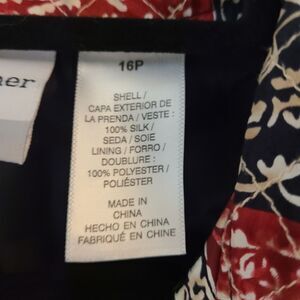 ner
16P
SHELL /
CAPA EXTERIOR DE
LA PRENDA / VESTE :
100% SILK /
SEDA / SOIE
LINING / FORRO /
DOUBLURE :
100% POLYESTER /
POLIÉSTER
MADE IN
CHINA
HECHO EN CHINA
FABRIQUÉ EN CHINE